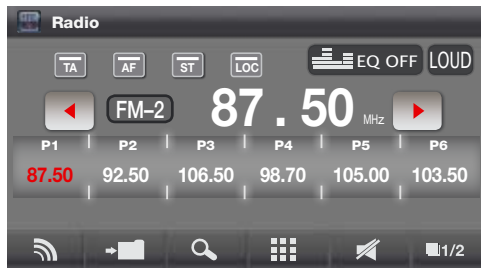 Radio
TA AF ST LOC EQ OFF LOUD
FM-2 87.50 MHz
P1 P2 P3 P4 P5 P6
87.50 92.50 106.50 98.70 105.00 103.50
1/2